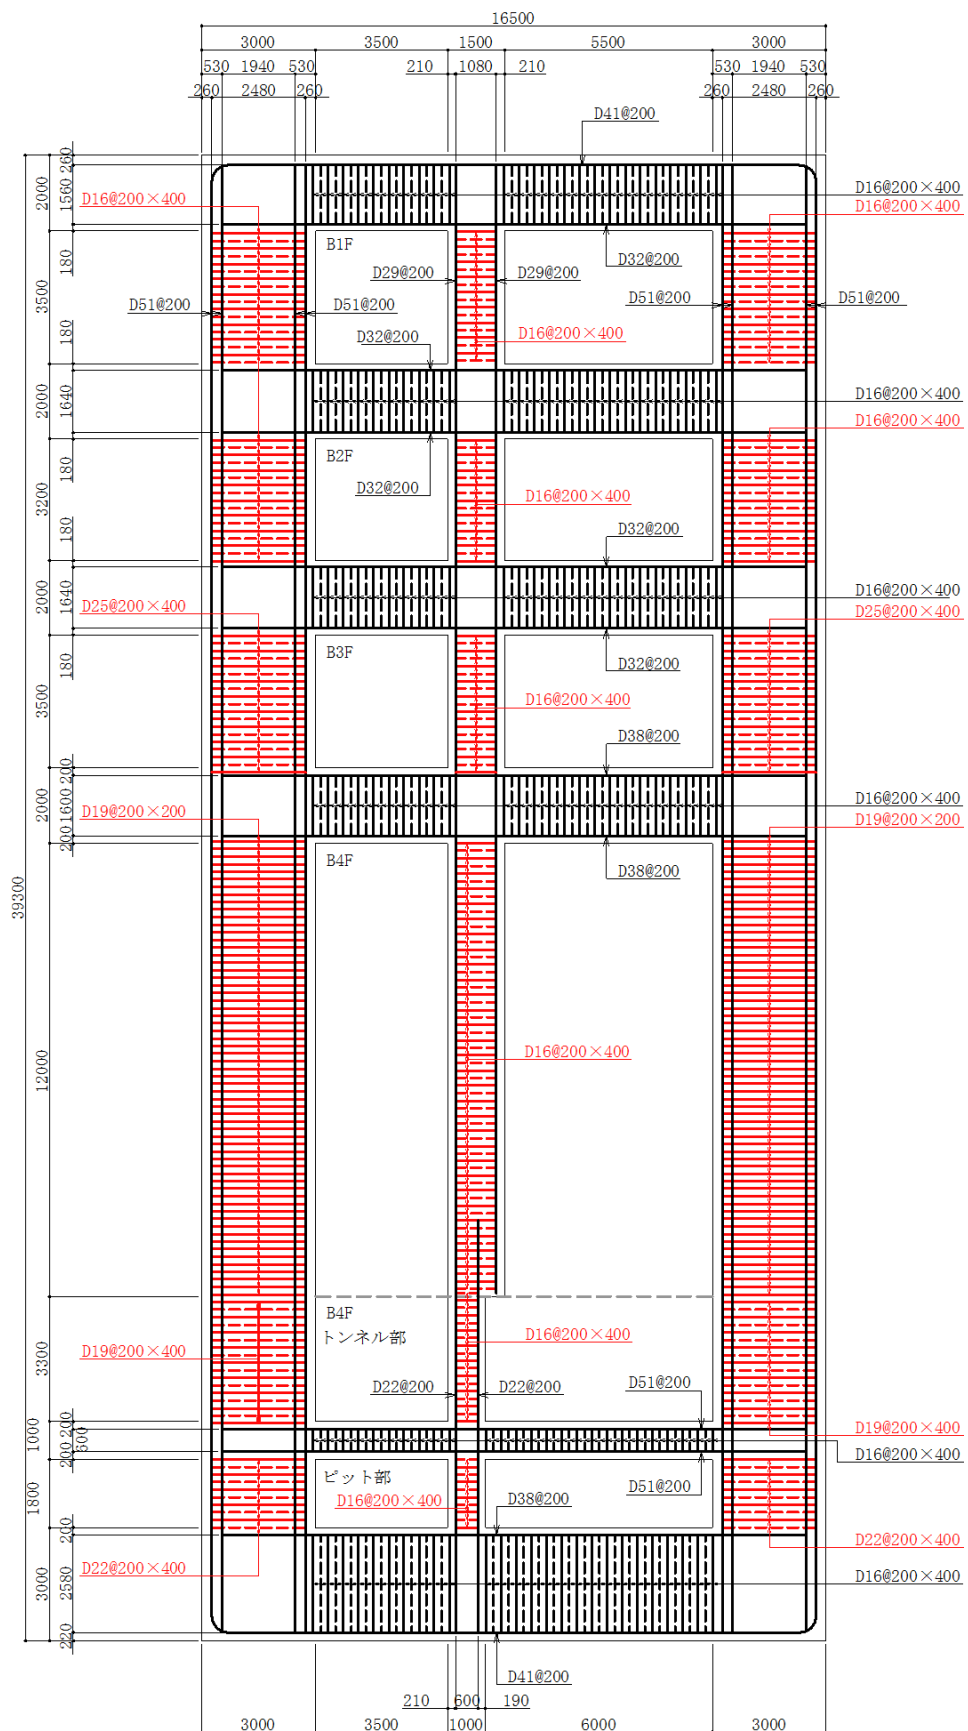 16500
3000 3500 1500 5500 3000
530 1940 530 210 1080 210 530 1940 530
260 2480 260 260 2480 260
D41@200
260
2000
1560
D16@200×400
D16@200×400
D16@200×400
B1F
D32@200
180
D29@200
D29@200
3500
D51@200
D51@200
D51@200
D51@200
180
D32@200
D16@200×400
2000
1640
D16@200×400
D16@200×400
B2F
180
D32@200
D16@200×400
3200
180
D32@200
2000
1640
D16@200×400
D25@200×400
D25@200×400
B3F
D32@200
180
3500
D16@200×400
D38@200
200
2000
1600
D16@200×400
D19@200×200
D19@200×200
200
B4F
D38@200
39300
12000
D16@200×400
B4F
トンネル部
D16@200×400
3300
D19@200×400
D22@200
D22@200
D51@200
D19@200×400
1000
200
600
200
D16@200×400
ピット部
D51@200
D16@200×400
D38@200
1800
200
D22@200×400
D22@200×400
D16@200×400
3000
2580
220
D41@200
210 600 190
3000 3500 1000 6000 3000